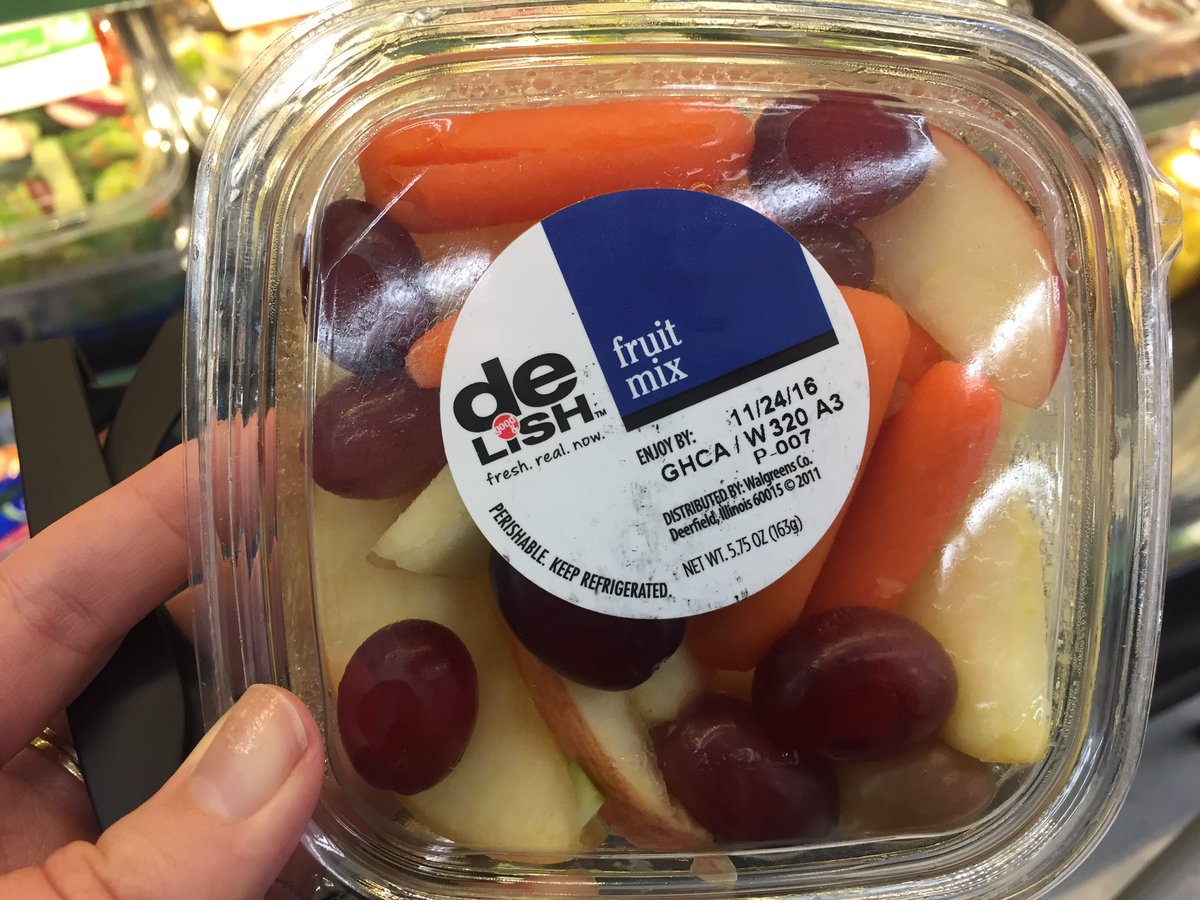 fruit
mix
de
good &
LISH™
fresh. real. now.
ENJOY BY: 11/24/16
GHCA / W 320 A3
P-007
DISTRIBUTED BY: Walgreens Co.
Deerfield, Illinois 60015 © 2011
NET WT. 5.75 OZ (163g)
PERISHABLE. KEEP REFRIGERATED.